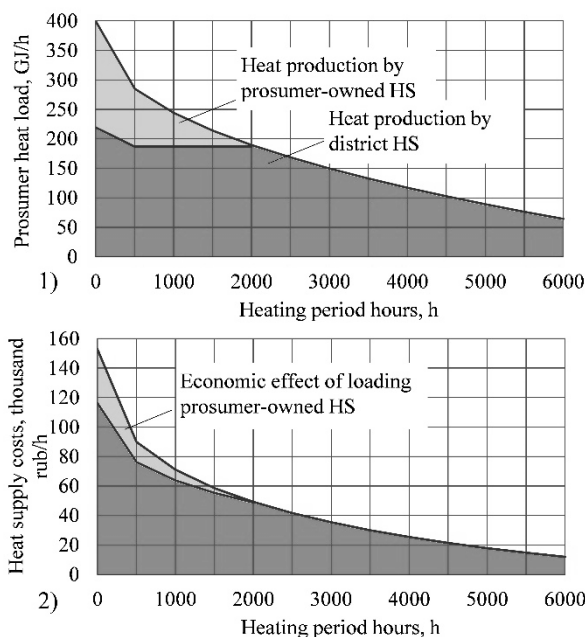 400
350
300
250
200
150
100
50
0
Prosumer heat load, GJ/h
Heat production by
prosumer-owned HS
Heat production by
district HS
0 1000 2000 3000 4000 5000 6000
1)
Heating period hours, h
160
140
120
100
80
60
40
20
0
Heat supply costs, thousand
rub/h
Economic effect of loading
prosumer-owned HS
0 1000 2000 3000 4000 5000 6000
2)
Heating period hours, h